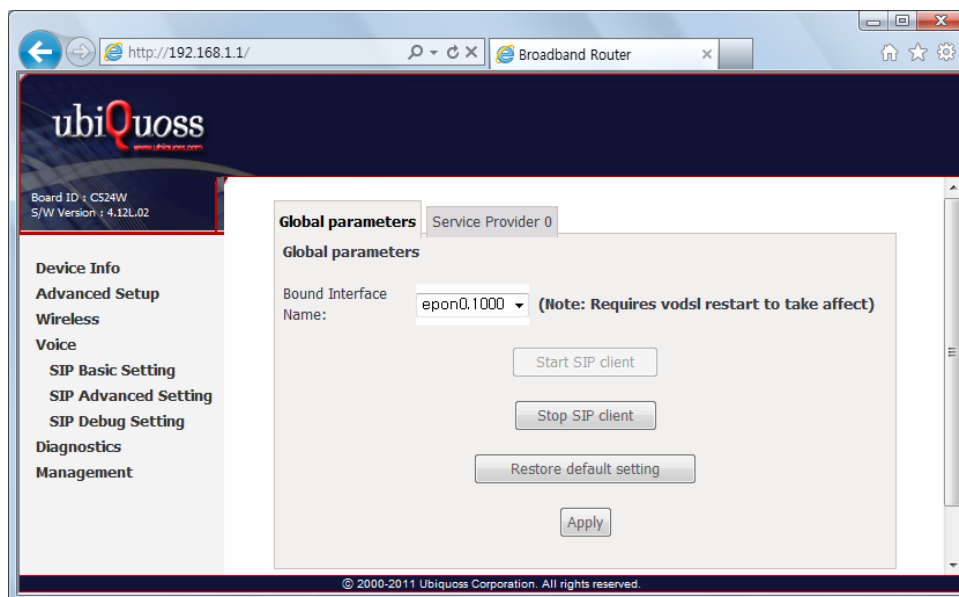 http://192.168.1.1/
Broadband Router
ubiQuoss
www.ubiquoss.com
Board ID : C524W
S/W Version : 4.12L.02
Device Info
Advanced Setup
Wireless
Voice
SIP Basic Setting
SIP Advanced Setting
SIP Debug Setting
Diagnostics
Management
Global parameters
Service Provider 0
Global parameters
Bound Interface
Name:
epon0.1000
(Note: Requires vodsl restart to take affect)
Start SIP client
Stop SIP client
Restore default setting
Apply
© 2000-2011 Ubiquoss Corporation. All rights reserved.